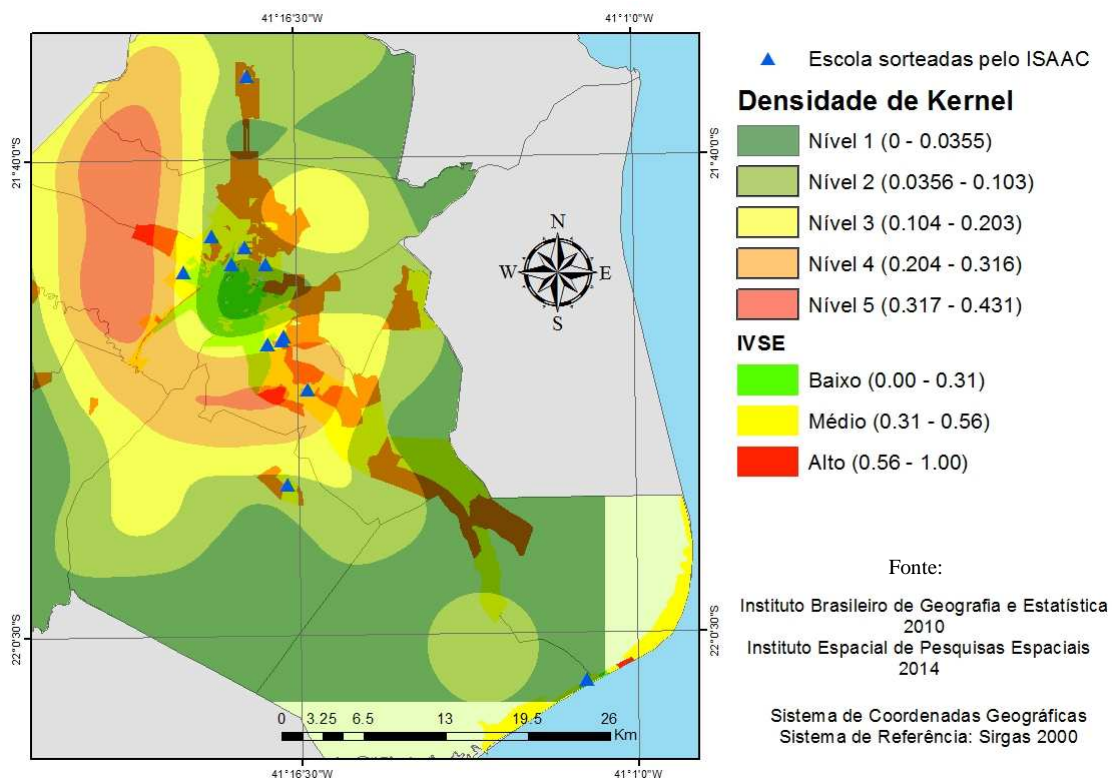 41°16'30"W
41°1'0"W
21°40'0"S
21°40'0"S
N
W
E
S
22°0'30"S
22°0'30"S
0
3.25
6.5
13
19.5
26
Km
41°16'30"W
41°1'0"W
Escola sorteadas pelo ISAAC
Densidade de Kernel
Nível 1 (0 - 0.0355)
Nível 2 (0.0356 - 0.103)
Nível 3 (0.104 - 0.203)
Nível 4 (0.204 - 0.316)
Nível 5 (0.317 - 0.431)
IVSE
Baixo (0.00 - 0.31)
Médio (0.31 - 0.56)
Alto (0.56 - 1.00)
Fonte:
Instituto Brasileiro de Geografia e Estatística
2010
Instituto Espacial de Pesquisas Espaciais
2014
Sistema de Coordenadas Geográficas
Sistema de Referência: Sirgas 2000